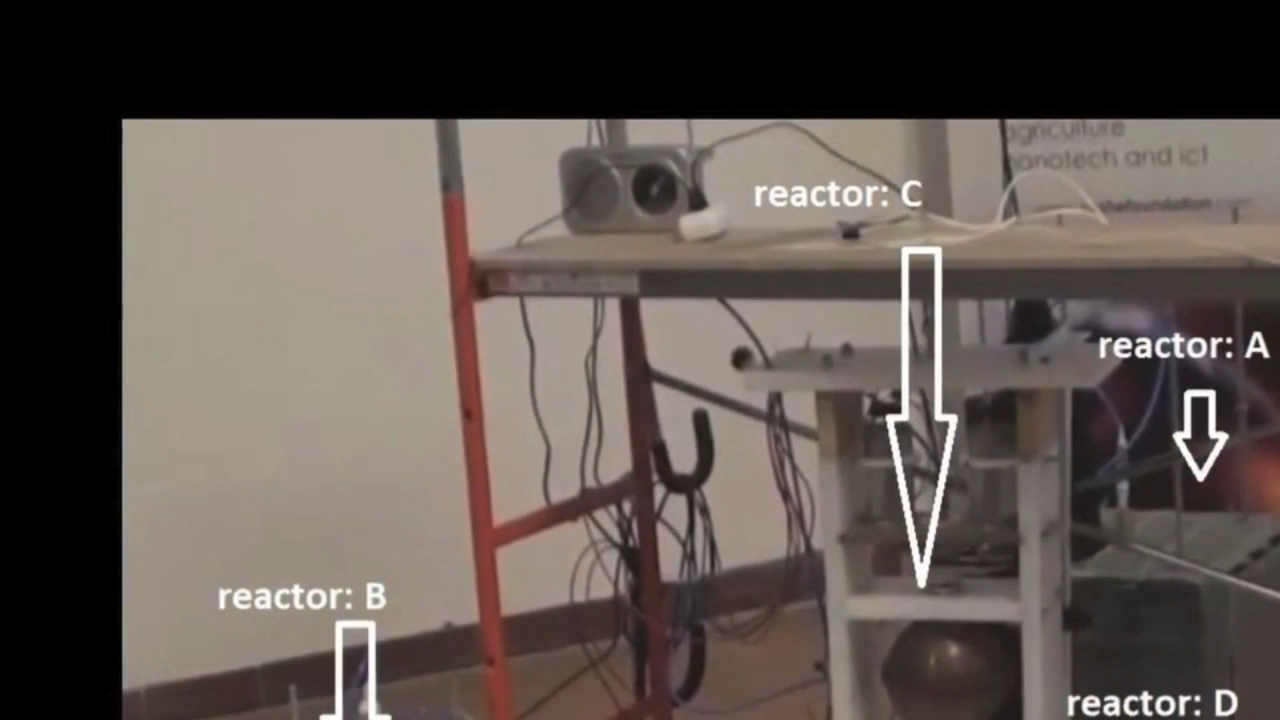 agriculture
nanotech and ict
reactor: C
reactor: A
reactor: B
reactor: D